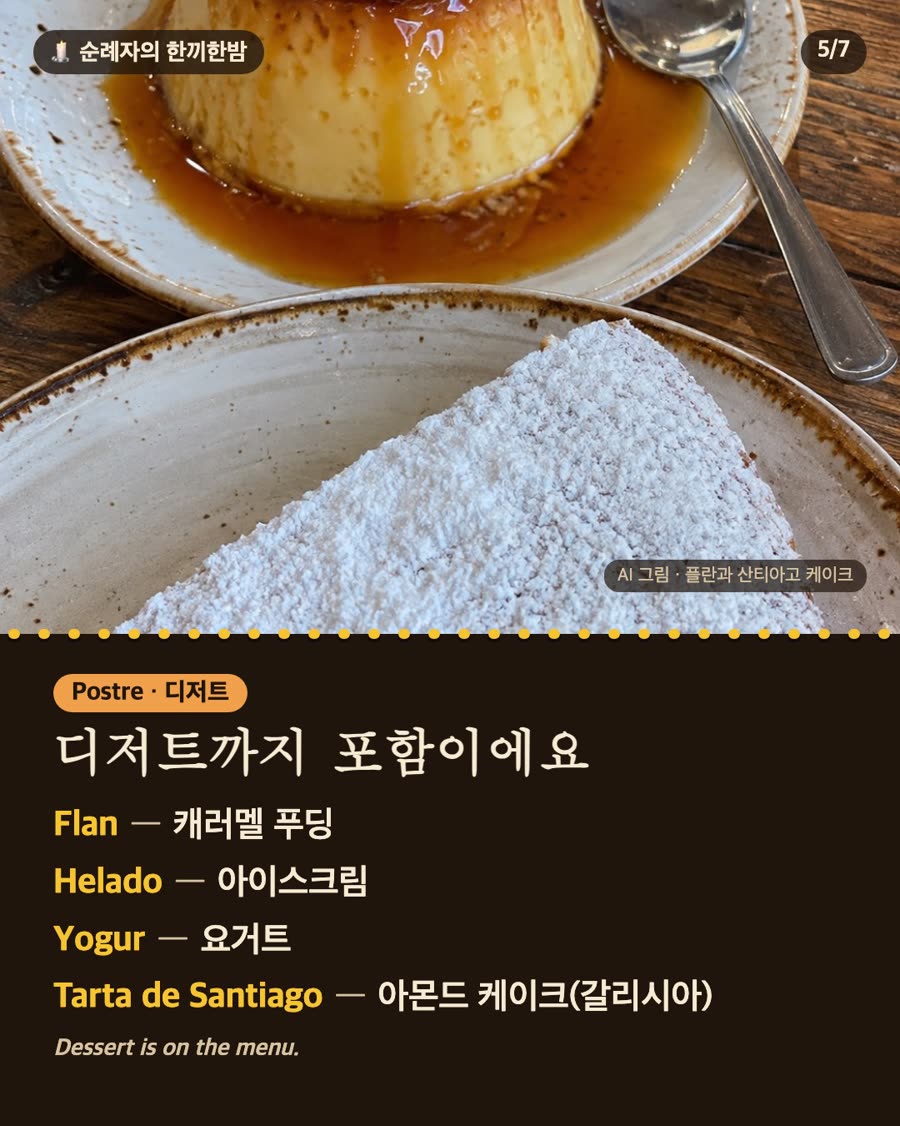 순례자의 한끼한밤
5/7
AI 그림 · 플란과 산티아고 케이크
Postre · 디저트
디저트까지 포함이에요
Flan — 캐러멜 푸딩
Helado — 아이스크림
Yogur — 요거트
Tarta de Santiago — 아몬드 케이크(갈리시아)
Dessert is on the menu.